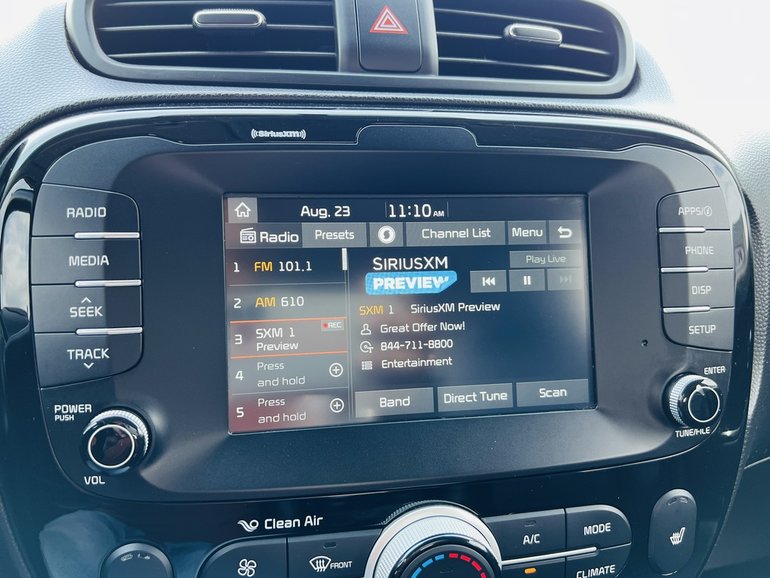 ((SiriusXM))
RADIO
MEDIA
SEEK
TRACK
POWER
PUSH
VOL
Aug. 23 11:10 AM
Radio Presets S Channel List Menu
1 FM 101.1
2 AM 610
3 SXM 1 REC
Preview
4 Press
and hold
5 Press
and hold
SIRIUSXM
PREVIEW
Play Live
SXM 1 SiriusXM Preview
Great Offer Now!
844-711-8800
Entertainment
Band Direct Tune Scan
APPS/i
PHONE
DISP
SETUP
ENTER
TUNE/FILE
Clean Air
FRONT
A/C
MODE
CLIMATE